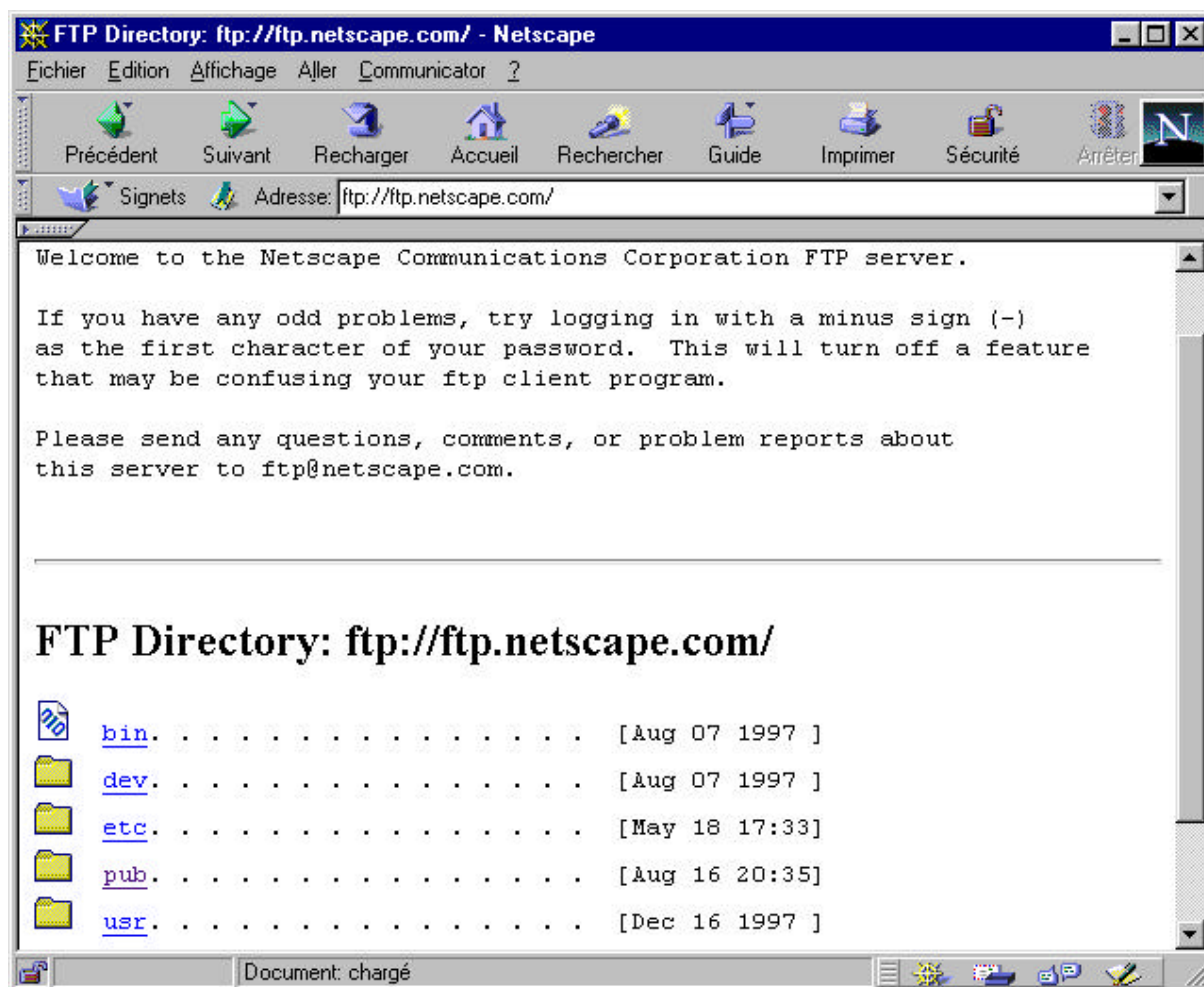 FTP Directory: ftp://ftp.netscape.com/ - Netscape
Fichier Edition Affichage Aller Communicator ?
Précédent Suivant Recharger Accueil Rechercher Guide Imprimer Sécurité Arrêter N
Signets Adresse: ftp://ftp.netscape.com/
Welcome to the Netscape Communications Corporation FTP server.
If you have any odd problems, try logging in with a minus sign (-)
as the first character of your password.  This will turn off a feature
that may be confusing your ftp client program.
Please send any questions, comments, or problem reports about
this server to ftp@netscape.com.
FTP Directory: ftp://ftp.netscape.com/
bin. . . . . . . . . . . . . . . [Aug 07 1997 ]
dev. . . . . . . . . . . . . . . [Aug 07 1997 ]
etc. . . . . . . . . . . . . . . [May 18 17:33]
pub. . . . . . . . . . . . . . . [Aug 16 20:35]
usr. . . . . . . . . . . . . . . [Dec 16 1997 ]
Document: chargé